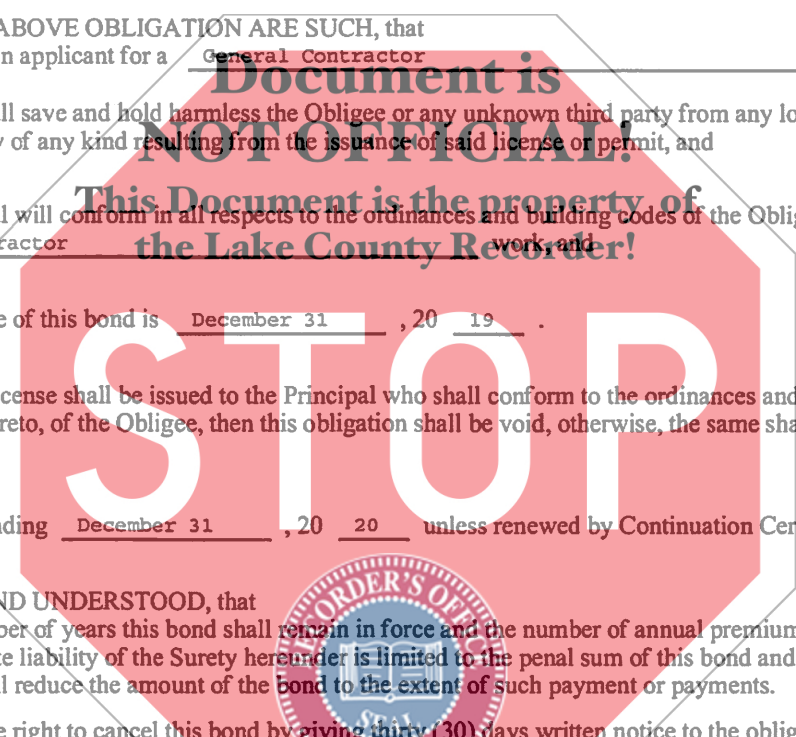 ABOVE OBLIGATION ARE SUCH, that
n applicant for a General Contractor
Document is
ll save and hold harmless the Obligee or any unknown third party from any lo
y of any kind resulting from the issuance of said license or permit, and
NOT OFFICIAL!
This Document is the property of
l will conform in all respects to the ordinances and building codes of the Oblig
ractor work, and
the Lake County Recorder!
e of this bond is December 31 , 20 19 .
STOP
cense shall be issued to the Principal who shall conform to the ordinances and
reto, of the Obligee, then this obligation shall be void, otherwise, the same sha
ding December 31 , 20 20 unless renewed by Continuation Cer
ND UNDERSTOOD, that
ber of years this bond shall remain in force and the number of annual premium
te liability of the Surety hereunder is limited to the penal sum of this bond and
ll reduce the amount of the bond to the extent of such payment or payments.
RECORDER'S OFFICE
SEAL
e right to cancel this bond by giving thirty (30) days written notice to the oblig